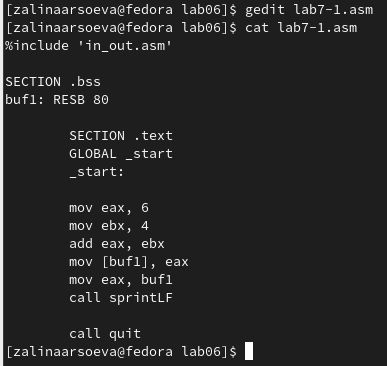 [zalinaarsoeva@fedora lab06]$ gedit lab7-1.asm
[zalinaarsoeva@fedora lab06]$ cat lab7-1.asm
%include 'in_out.asm'
SECTION .bss
buf1: RESB 80
SECTION .text
GLOBAL _start
_start:
mov eax, 6
mov ebx, 4
add eax, ebx
mov [buf1], eax
mov eax, buf1
call sprintLF
call quit
[zalinaarsoeva@fedora lab06]$